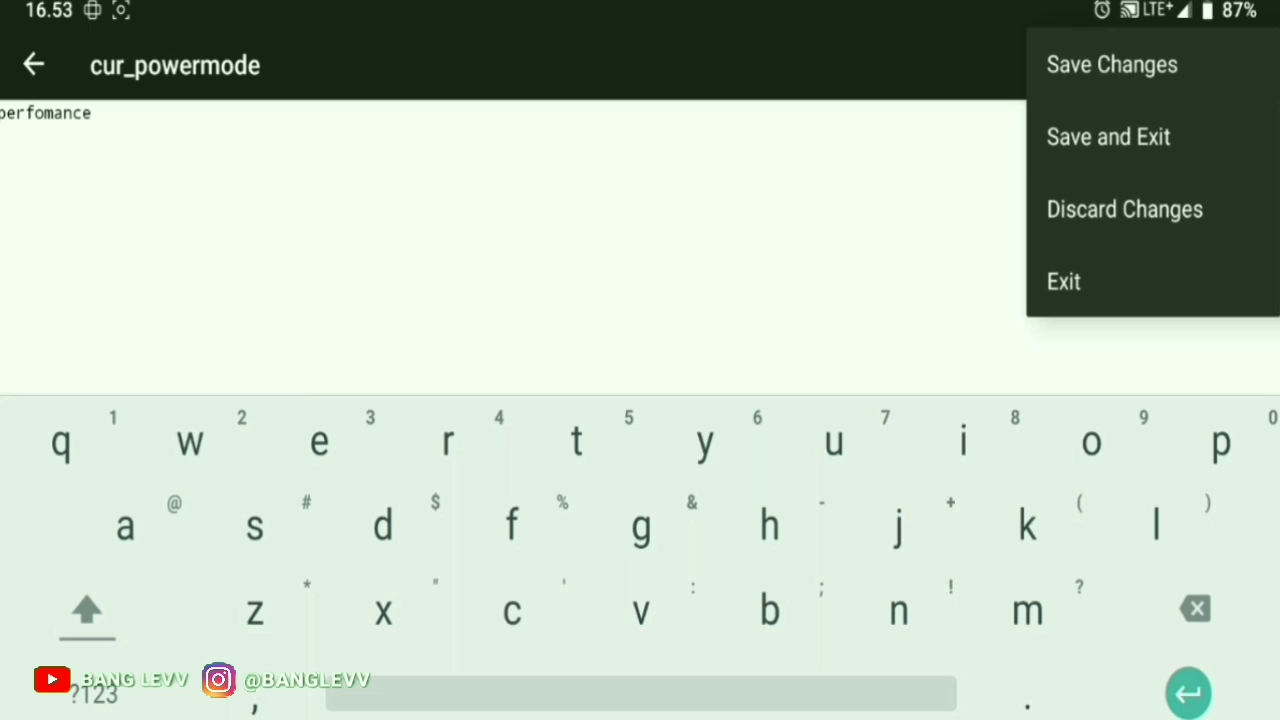 16.53 LTE+ 87%
cur_powermode
perfomance
Save Changes
Save and Exit
Discard Changes
Exit
1 2 3 4 5 6 7 8 9 0
q w e r t y u i o p
@ # $ % & - + ( )
a s d f g h j k l
* " ' : ; ! ?
z x c v b n m
BANG LEVV @BANGLEVV
?123 , .